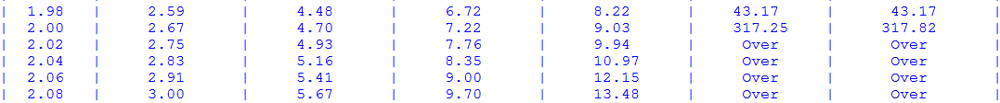 | 1.98 | 2.59 | 4.48 | 6.72 | 8.22 | 43.17 | 43.17 |
| 2.00 | 2.67 | 4.70 | 7.22 | 9.03 | 317.25 | 317.82 |
| 2.02 | 2.75 | 4.93 | 7.76 | 9.94 | Over | Over |
| 2.04 | 2.83 | 5.16 | 8.35 | 10.97 | Over | Over |
| 2.06 | 2.91 | 5.41 | 9.00 | 12.15 | Over | Over |
| 2.08 | 3.00 | 5.67 | 9.70 | 13.48 | Over | Over |